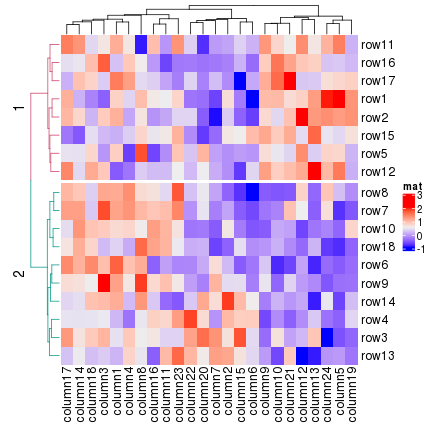 1
2
row11
row16
row17
row1
row2
row15
row5
row12
row8
row7
row10
row18
row6
row9
row14
row4
row3
row13
mat
3
2
1
0
-1
column17
column14
column18
column3
column1
column4
column8
column16
column11
column23
column22
column20
column7
column2
column15
column6
column9
column10
column21
column12
column13
column24
column5
column19